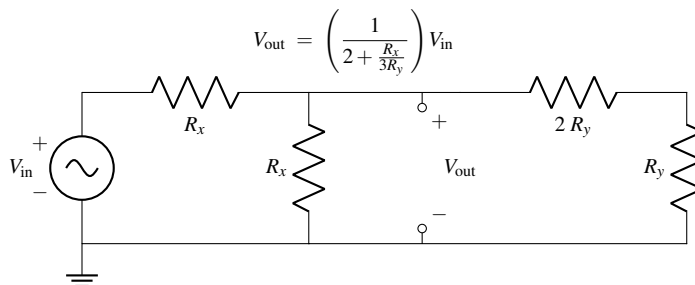 V_out = ( 1 / (2 + R_x / 3R_y) ) V_in
R_x
2 R_y
+
V_in
−
R_x
+
V_out
−
R_y